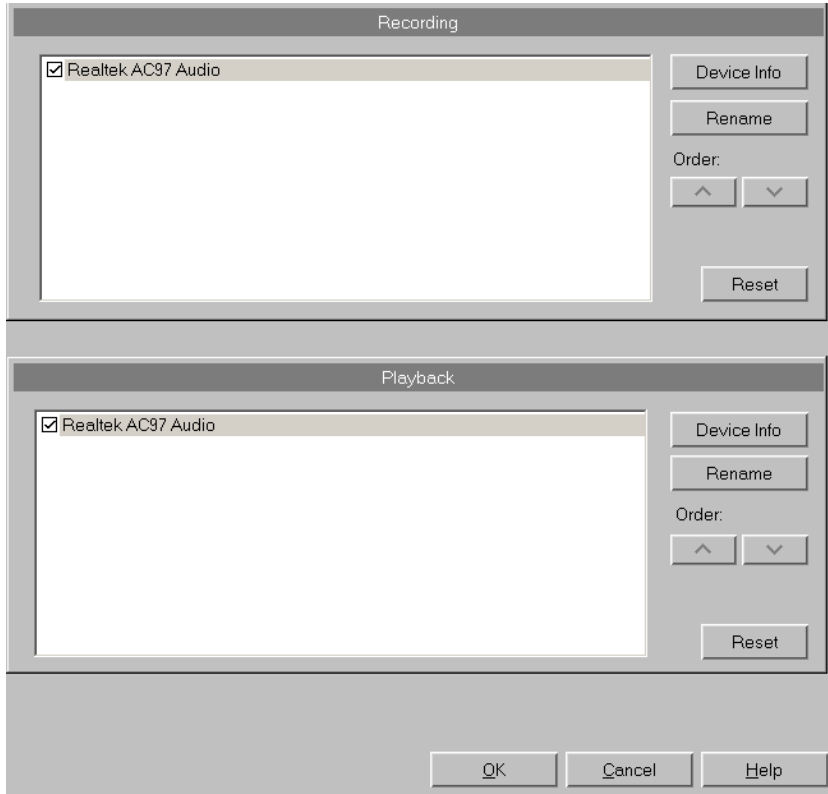 Recording
Realtek AC97 Audio
Device Info
Rename
Order:
Reset
Playback
Realtek AC97 Audio
Device Info
Rename
Order:
Reset
OK Cancel Help